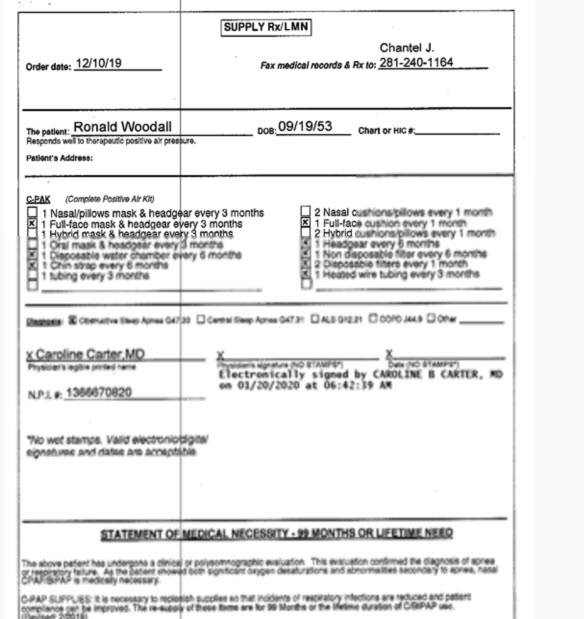 SUPPLY Rx/LMN
Chantel J.
Order date: 12/10/19 Fax medical records & Rx to: 281-240-1164
The patient: Ronald Woodall DOB: 09/19/53 Chart or HIC #:
Responds well to therapeutic positive air pressure.
Patient's Address:
C-PAK (Complete Positive Air Kit)
1 Nasal/pillows mask & headgear every 3 months 2 Nasal cushions/pillows every 1 month
1 Full-face mask & headgear every 3 months 1 Full-face cushion every 1 month
1 Hybrid mask & headgear every 3 months 2 Hybrid cushions/pillows every 1 month
1 Oral mask & headgear every 3 months 1 Headgear every 6 months
1 Disposable water chamber every 6 months 1 Non disposable filter every 6 months
1 Chin strap every 6 months 2 Disposable filters every 1 month
1 tubing every 3 months 1 Heated wire tubing every 3 months
Diagnosis: Obstructive Sleep Apnea G47.33 Central Sleep Apnea G47.31 ALS G12.21 COPD J44.9 Other
x Caroline Carter,MD x x
Physician's legible printed name Physician's signature (NO STAMPS*) Date (NO STAMPS*)
Electronically signed by CAROLINE B CARTER, MD
on 01/20/2020 at 06:42:39 AM
N.P.I. #: 1366670820
*No wet stamps. Valid electronic/digital
signatures and dates are acceptable.
STATEMENT OF MEDICAL NECESSITY - 99 MONTHS OR LIFETIME NEED
The above patient has undergone a clinical or polysomnographic evaluation. This evaluation confirmed the diagnosis of apnea
or respiratory failure. As the patient showed both significant oxygen desaturations and abnormalities secondary to apnea, nasal
CPAP/BiPAP is medically necessary.
C-PAP SUPPLIES: It is necessary to replenish supplies so that incidents of respiratory infections are reduced and patient
compliance can be improved. The re-supply of these items are for 99 Months or the lifetime duration of C/BIPAP use.
(Revised: 2/2019)